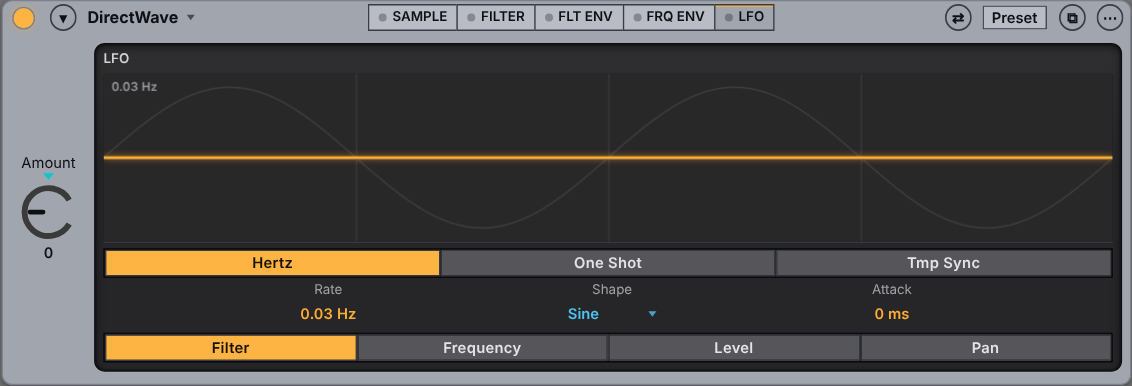 DirectWave SAMPLE FILTER FLT ENV FRQ ENV LFO Preset
LFO
0.03 Hz
Amount
0
Hertz One Shot Tmp Sync
Rate Shape Attack
0.03 Hz Sine 0 ms
Filter Frequency Level Pan